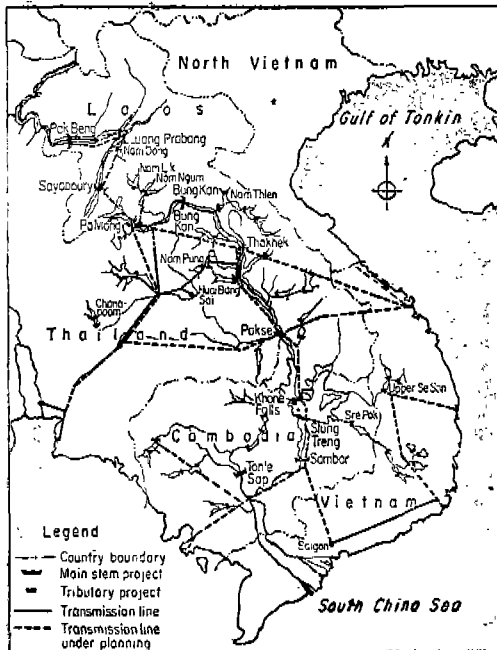 North Vietnam
Laos
Gulf of Tonkin
Pak Beng
Luang Prabang
Nam Dong
Sayaboury
Nam Ngum
Bung Kan
Nam Thien
Pa Mong
Bung
Kan
Thakhek
Nam Pung
Huai Bang
Sai
Thailand
Pakse
Khone
Falls
Upper Se San
Stung
Treng
Sre Pok
Cambodia
Sambor
Tonle
Sap
Vietnam
Saigon
South China Sea
Legend
Country boundary
Main stem project
Tributary project
Transmission line
Transmission line
under planning